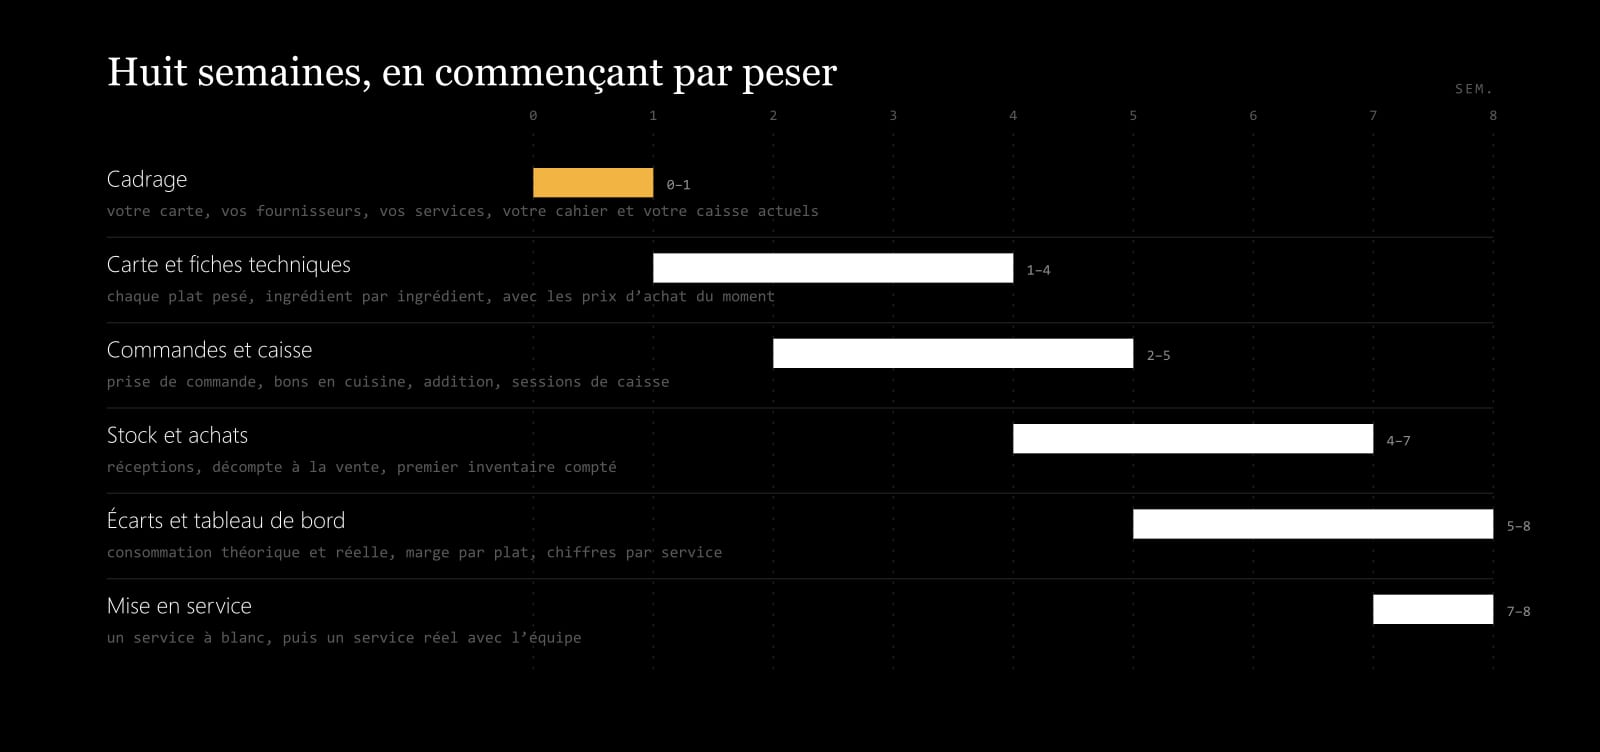 Huit semaines, en commençant par peser
SEM.
0 1 2 3 4 5 6 7 8
Cadrage
0–1
votre carte, vos fournisseurs, vos services, votre cahier et votre caisse actuels
Carte et fiches techniques
1–4
chaque plat pesé, ingrédient par ingrédient, avec les prix d’achat du moment
Commandes et caisse
2–5
prise de commande, bons en cuisine, addition, sessions de caisse
Stock et achats
4–7
réceptions, décompte à la vente, premier inventaire compté
Écarts et tableau de bord
5–8
consommation théorique et réelle, marge par plat, chiffres par service
Mise en service
7–8
un service à blanc, puis un service réel avec l’équipe